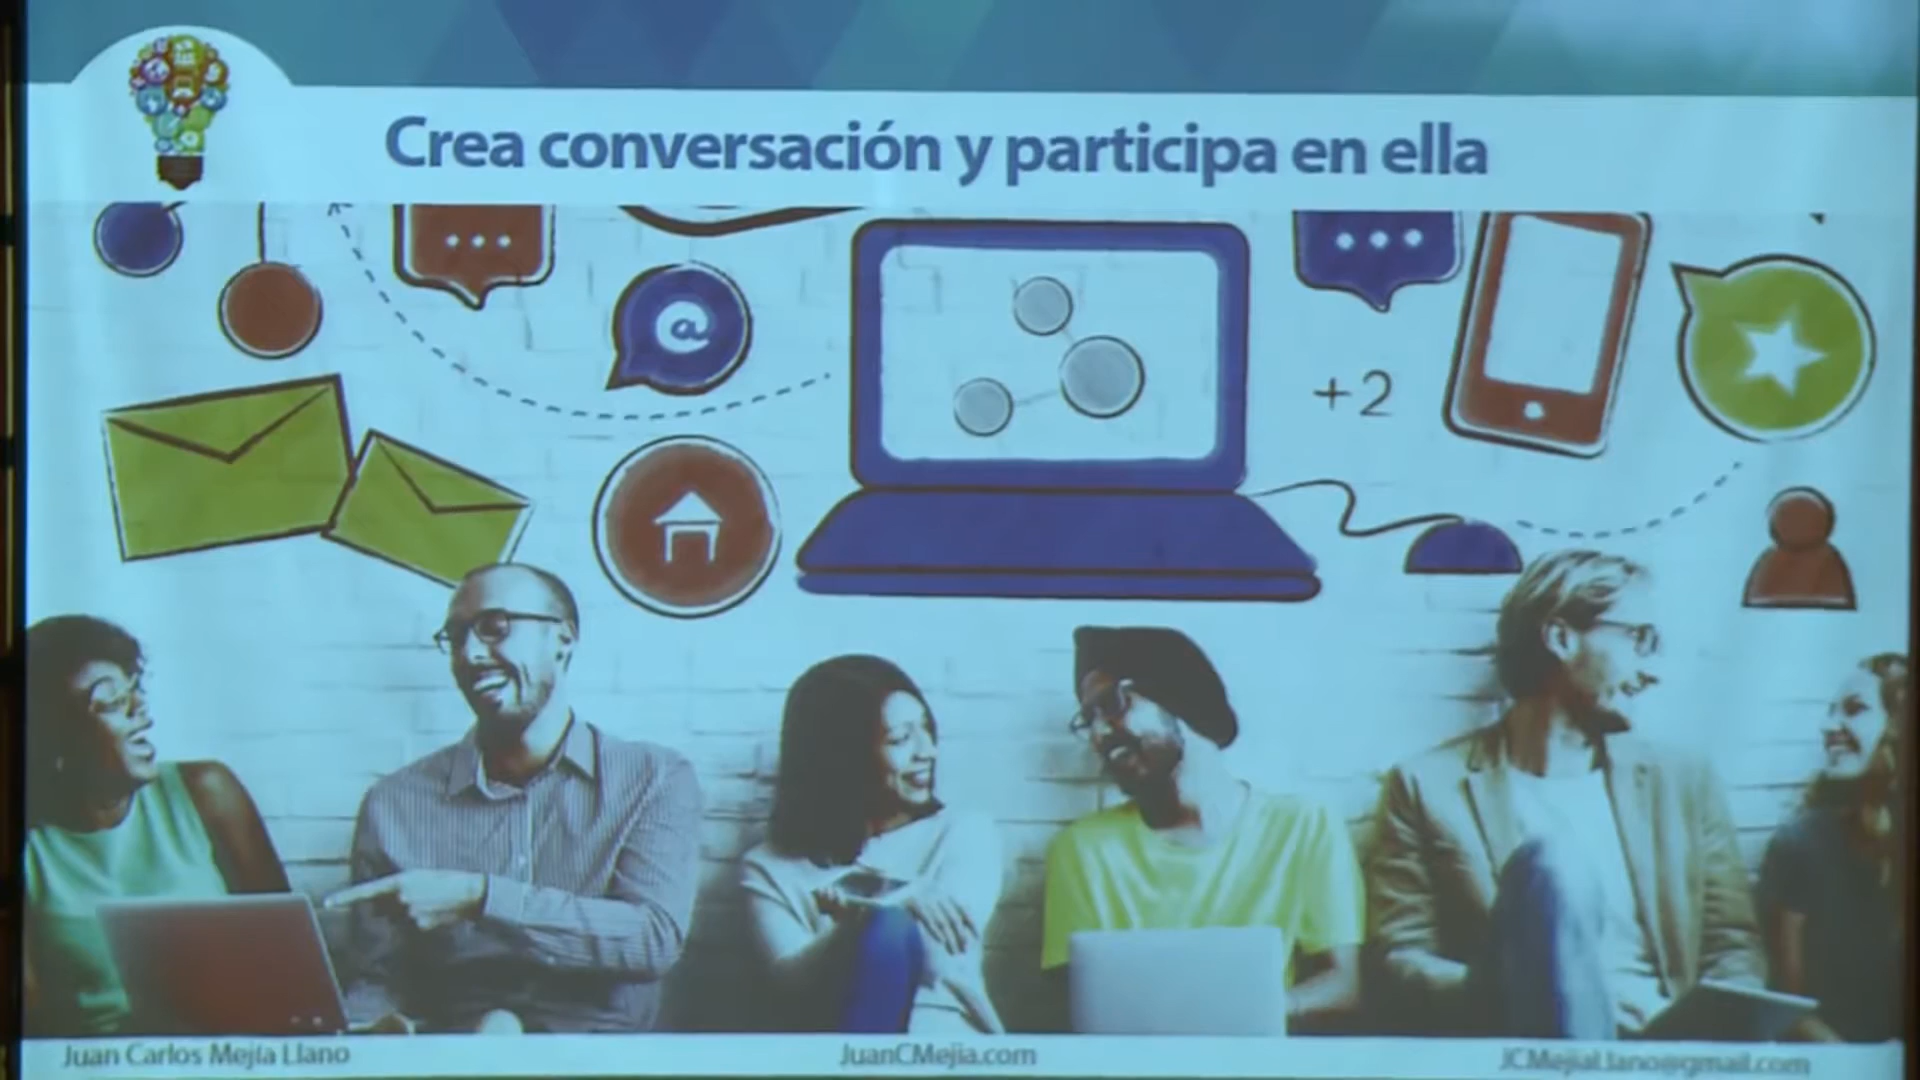 Crea conversación y participa en ella
@
+2
Juan Carlos Mejía Llano
JuanCMejia.com
JCMejiaLlano@gmail.com